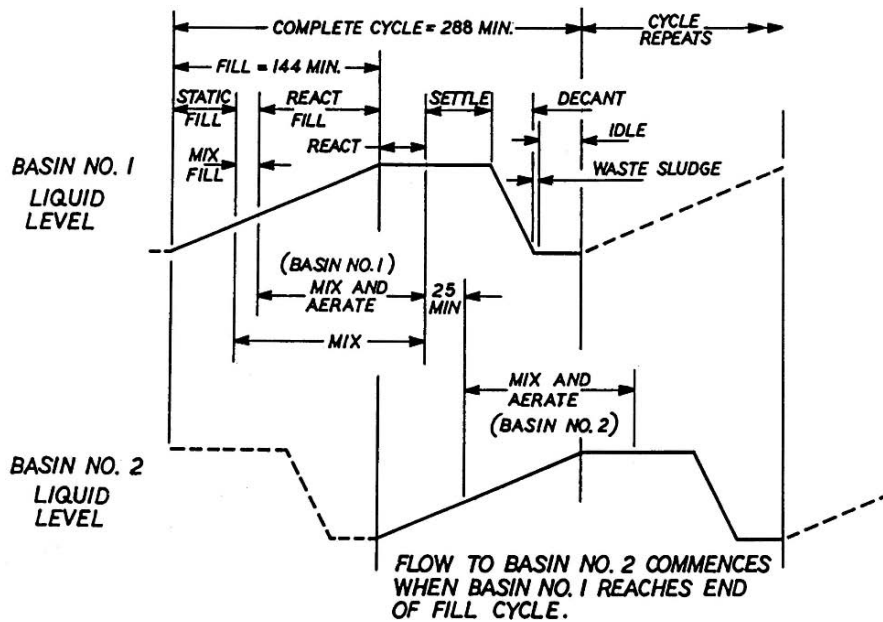 COMPLETE CYCLE = 288 MIN.
CYCLE
REPEATS
FILL = 144 MIN.
STATIC
FILL
REACT
FILL
SETTLE
DECANT
IDLE
REACT
MIX
FILL
WASTE SLUDGE
BASIN NO. 1
LIQUID
LEVEL
(BASIN NO. 1)
MIX AND
AERATE
25
MIN
MIX
MIX AND
AERATE
(BASIN NO. 2)
BASIN NO. 2
LIQUID
LEVEL
FLOW TO BASIN NO. 2 COMMENCES
WHEN BASIN NO. 1 REACHES END
OF FILL CYCLE.